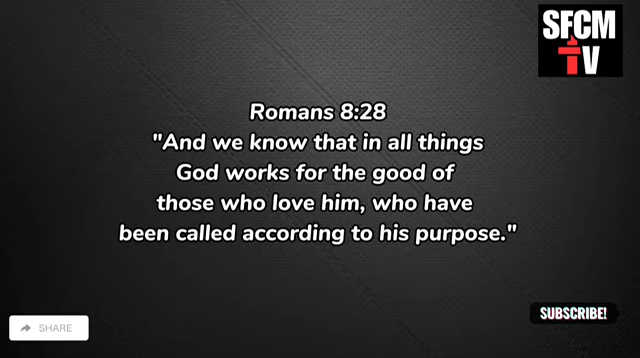 SFCM
TV
Romans 8:28
"And we know that in all things
God works for the good of
those who love him, who have
been called according to his purpose."
SUBSCRIBE!
SHARE